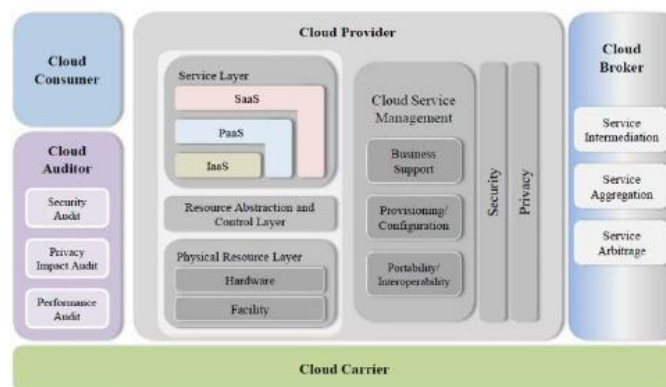 Cloud
Consumer
Cloud
Auditor
Security
Audit
Privacy
Impact Audit
Performance
Audit
Cloud Provider
Service Layer
SaaS
PaaS
IaaS
Resource Abstraction and
Control Layer
Physical Resource Layer
Hardware
Facility
Cloud Service
Management
Business
Support
Provisioning/
Configuration
Portability/
Interoperability
Security
Privacy
Cloud
Broker
Service
Intermediation
Service
Aggregation
Service
Arbitrage
Cloud Carrier